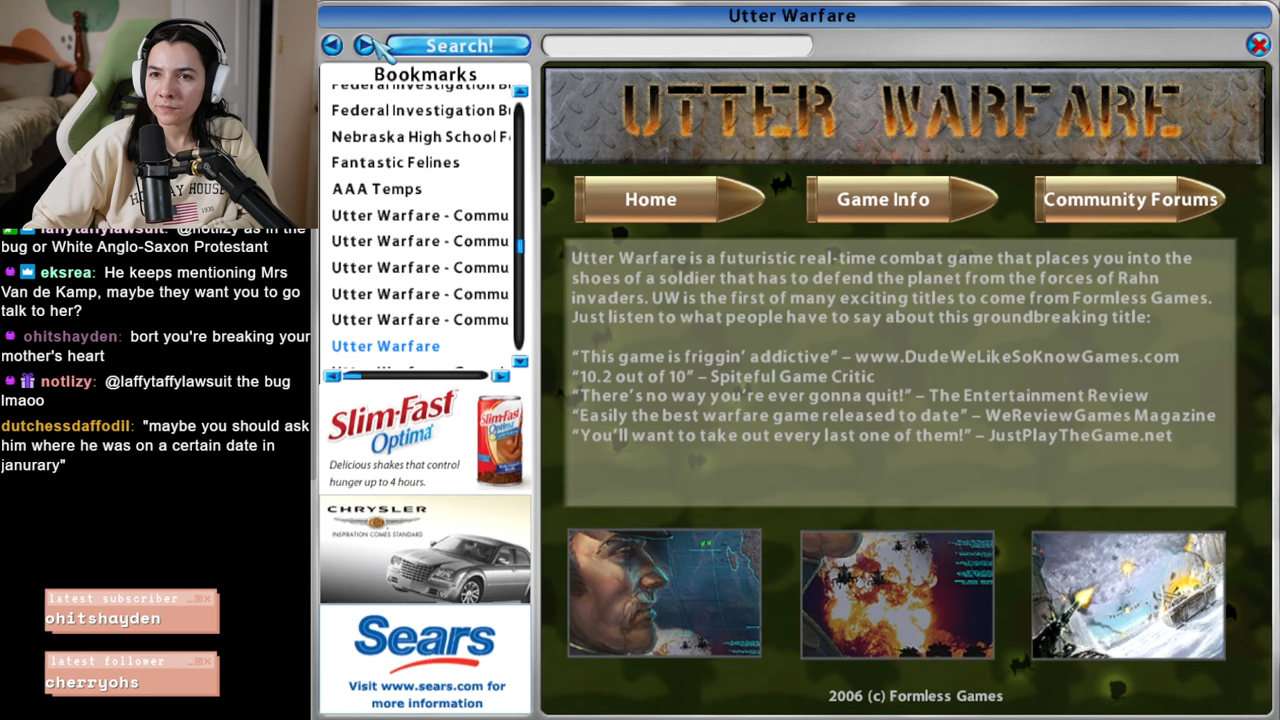 Utter Warfare
Search!
Bookmarks
Federal Investigation B
Federal Investigation B
Nebraska High School F
Fantastic Felines
AAA Temps
Utter Warfare - Commu
Utter Warfare - Commu
Utter Warfare - Commu
Utter Warfare - Commu
Utter Warfare - Commu
Utter Warfare
UTTER WARFARE
Home
Game Info
Community Forums
Utter Warfare is a futuristic real-time combat game that places you into the
shoes of a soldier that has to defend the planet from the forces of Rahn
invaders. UW is the first of many exciting titles to come from Formless Games.
Just listen to what people have to say about this groundbreaking title:
“This game is friggin’ addictive” – www.DudeWeLikeSoKnowGames.com
“10.2 out of 10” – Spiteful Game Critic
“There’s no way you’re ever gonna quit!” – The Entertainment Review
“Easily the best warfare game released to date” – WeReviewGames Magazine
“You’ll want to take out every last one of them!” – JustPlayTheGame.net
2006 (c) Formless Games
Slim·Fast
Optima
Delicious shakes that control
hunger up to 4 hours.
CHRYSLER
INSPIRATION COMES STANDARD
Sears
Visit www.sears.com for
more information
laffytaffylawsuit: @notlizy as in the
bug or White Anglo-Saxon Protestant
eksrea: He keeps mentioning Mrs
Van de Kamp, maybe they want you to go
talk to her?
ohitshayden: bort you're breaking your
mother's heart
notlizy: @laffytaffylawsuit the bug
lmaoo
dutchessdaffodil: "maybe you should ask
him where he was on a certain date in
janurary"
latest subscriber
ohitshayden
latest follower
cherryohs